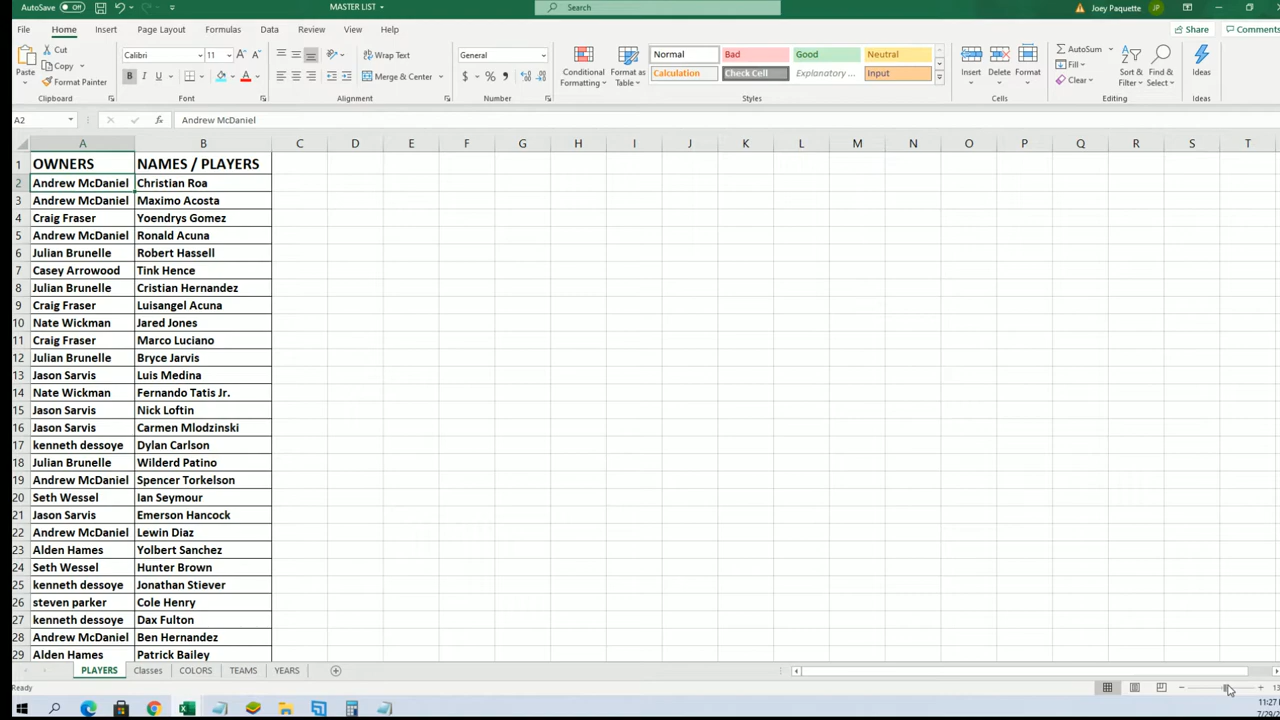 AutoSave Off MASTER LIST Search Joey Paquette JP
File Home Insert Page Layout Formulas Data Review View Help Share Comments
Cut Calibri 11 Wrap Text General Normal Bad Good Neutral AutoSum
Paste Copy Conditional Format as Insert Delete Format Fill Sort & Find & Ideas
Format Painter B I U A Merge & Center $ % , Formatting Table Calculation Check Cell Explanatory ... Input Clear Filter Select
Clipboard Font Alignment Number Styles Cells Editing Ideas
A2 fx Andrew McDaniel
A B C D E F G H I J K L M N O P Q R S T
1 OWNERS NAMES / PLAYERS
2 Andrew McDaniel Christian Roa
3 Andrew McDaniel Maximo Acosta
4 Craig Fraser Yoendrys Gomez
5 Andrew McDaniel Ronald Acuna
6 Julian Brunelle Robert Hassell
7 Casey Arrowood Tink Hence
8 Julian Brunelle Cristian Hernandez
9 Craig Fraser Luisangel Acuna
10 Nate Wickman Jared Jones
11 Craig Fraser Marco Luciano
12 Julian Brunelle Bryce Jarvis
13 Jason Sarvis Luis Medina
14 Nate Wickman Fernando Tatis Jr.
15 Jason Sarvis Nick Loftin
16 Jason Sarvis Carmen Mlodzinski
17 kenneth dessoye Dylan Carlson
18 Julian Brunelle Wilderd Patino
19 Andrew McDaniel Spencer Torkelson
20 Seth Wessel Ian Seymour
21 Jason Sarvis Emerson Hancock
22 Andrew McDaniel Lewin Diaz
23 Alden Hames Yolbert Sanchez
24 Seth Wessel Hunter Brown
25 kenneth dessoye Jonathan Stiever
26 steven parker Cole Henry
27 kenneth dessoye Dax Fulton
28 Andrew McDaniel Ben Hernandez
29 Alden Hames Patrick Bailey
PLAYERS Classes COLORS TEAMS YEARS
Ready 13
11:27
7/29/